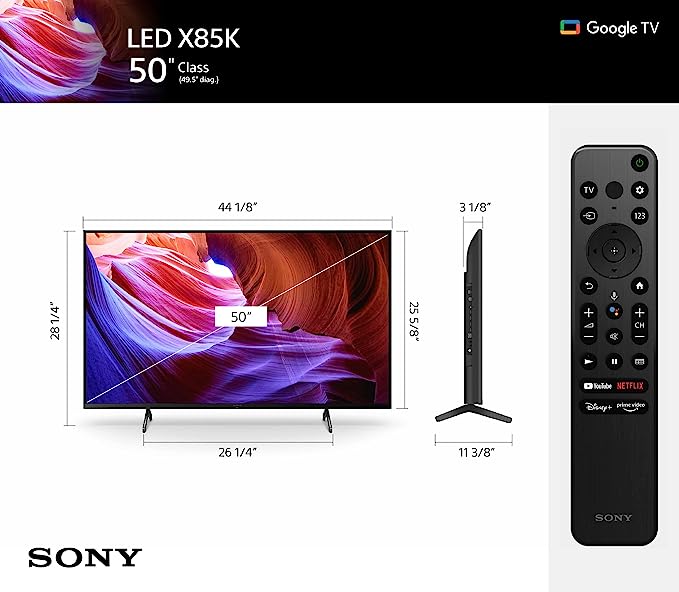 LED X85K
50" Class
(49.5" diag.)
Google TV
44 1/8"
3 1/8"
28 1/4"
50"
25 5/8"
26 1/4"
11 3/8"
TV
123
CH
YouTube
NETFLIX
Disney+
prime video
SONY
SONY